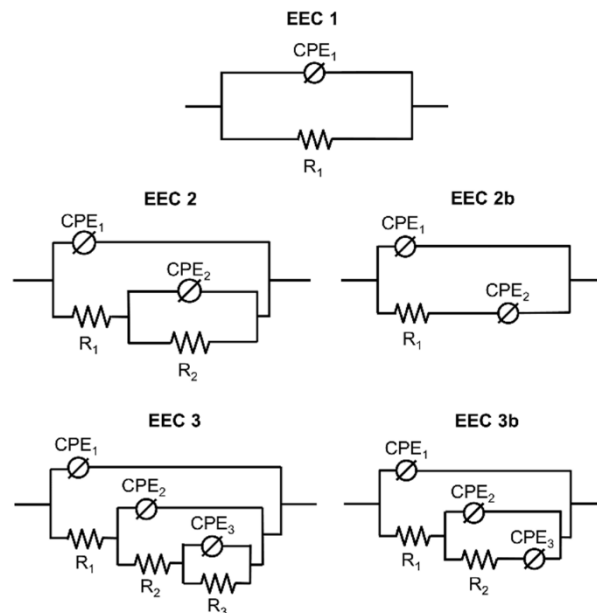 EEC 1
CPE₁
R₁
EEC 2
CPE₁
CPE₂
R₁
R₂
EEC 2b
CPE₁
CPE₂
R₁
EEC 3
CPE₁
CPE₂
CPE₃
R₁
R₂
R₃
EEC 3b
CPE₁
CPE₂
CPE₃
R₁
R₂